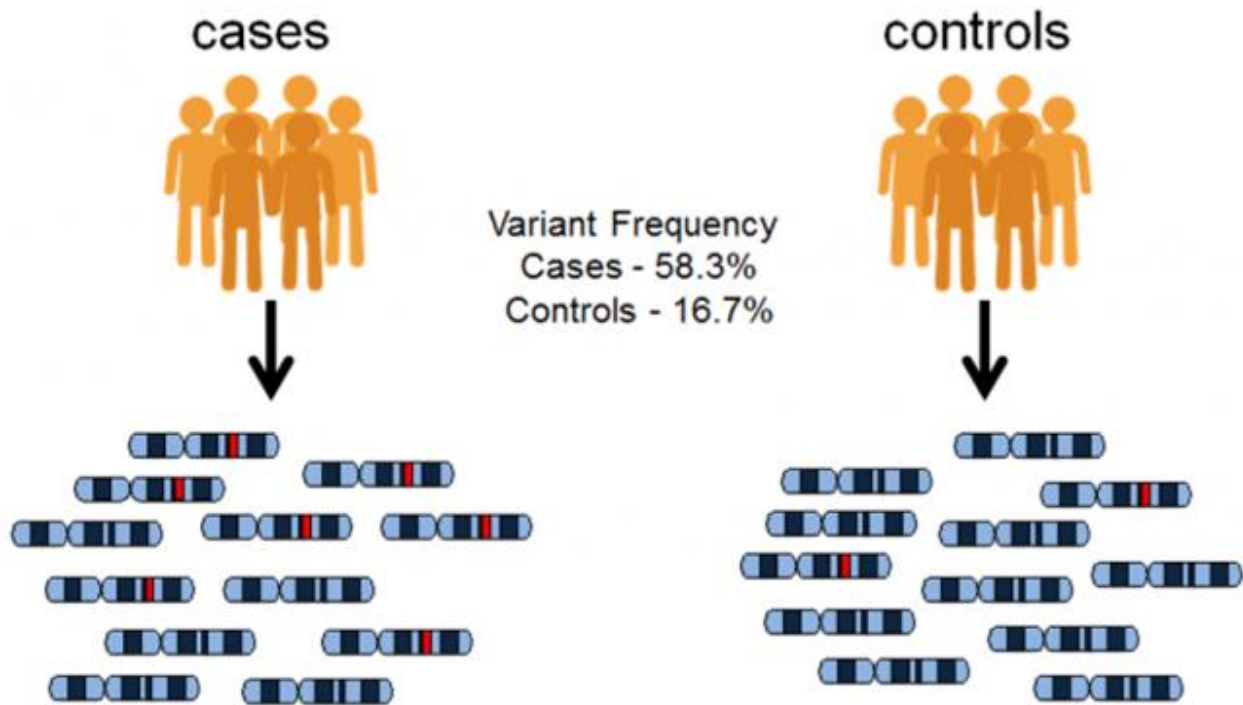 cases
controls
Variant Frequency
Cases - 58.3%
Controls - 16.7%